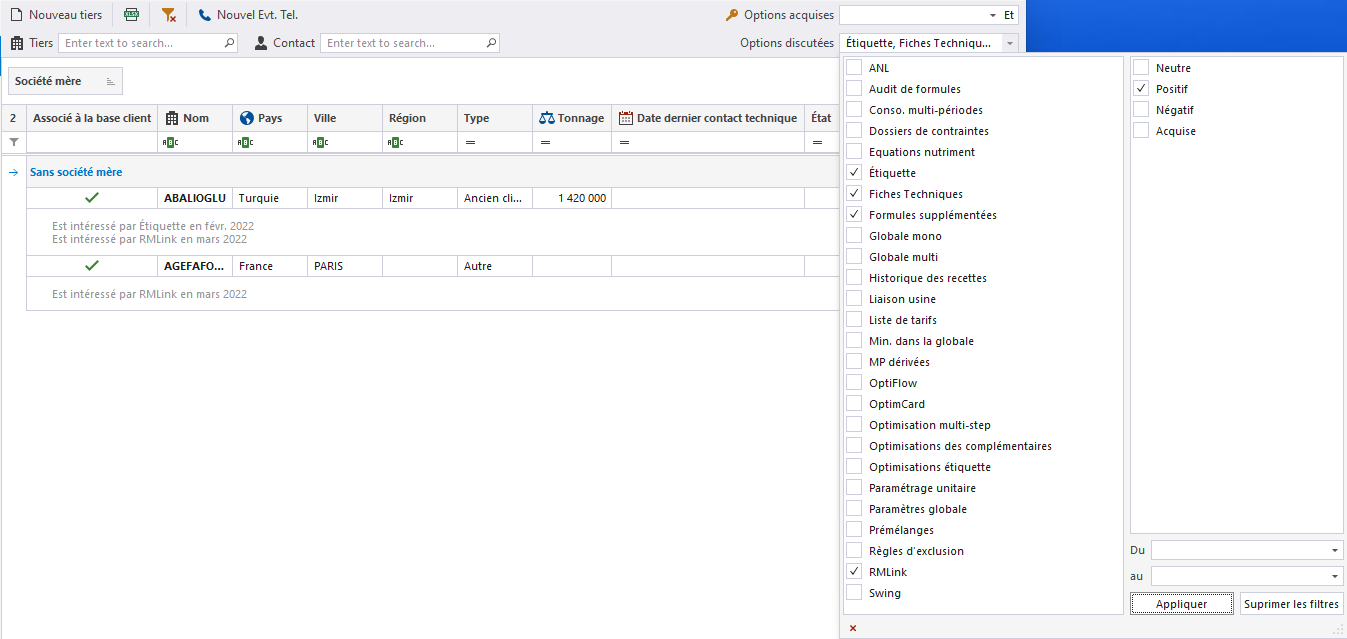 Nouveau tiers
XLSX
Nouvel Evt. Tel.
Options acquises
Et
Tiers
Enter text to search...
Contact
Enter text to search...
Options discutées
Étiquette, Fiches Techniqu...
Société mère
2
Associé à la base client
Nom
Pays
Ville
Région
Type
Tonnage
Date dernier contact technique
État
ABC
ABC
ABC
ABC
=
=
=
=
Sans société mère
ABALIOGLU
Turquie
Izmir
Izmir
Ancien cli...
1 420 000
Est intéressé par Étiquette en févr. 2022
Est intéressé par RMLink en mars 2022
AGEFAFO...
France
PARIS
Autre
Est intéressé par RMLink en mars 2022
ANL
Audit de formules
Conso. multi-périodes
Dossiers de contraintes
Equations nutriment
Étiquette
Fiches Techniques
Formules supplémentées
Globale mono
Globale multi
Historique des recettes
Liaison usine
Liste de tarifs
Min. dans la globale
MP dérivées
OptiFlow
OptimCard
Optimisation multi-step
Optimisations des complémentaires
Optimisations étiquette
Paramétrage unitaire
Paramètres globale
Prémélanges
Règles d'exclusion
RMLink
Swing
Neutre
Positif
Négatif
Acquise
Du
au
Appliquer
Suprimer les filtres